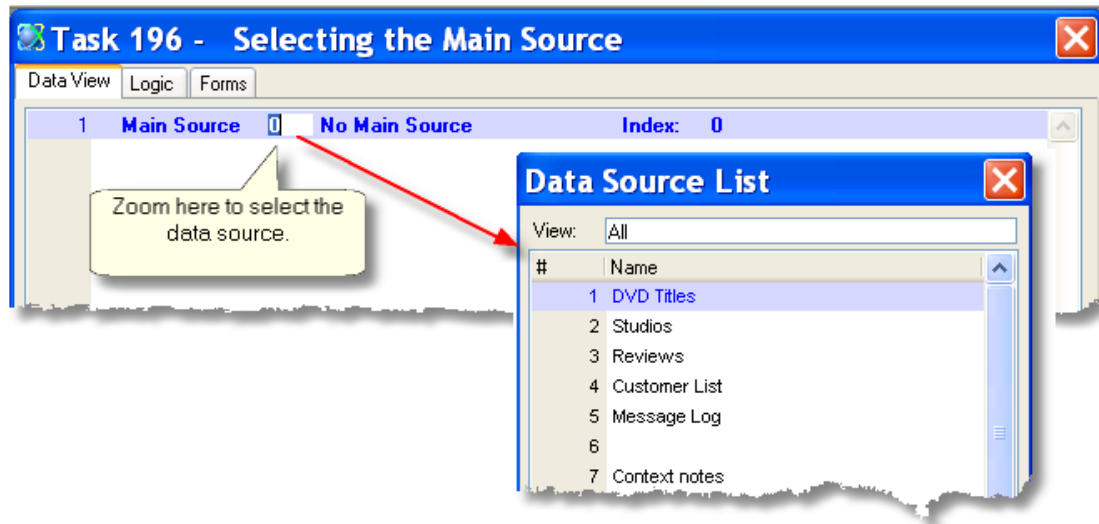 Task 196 - Selecting the Main Source
Data View Logic Forms
1 Main Source 0 No Main Source Index: 0
Zoom here to select the
data source.
Data Source List
View: All
# Name
1 DVD Titles
2 Studios
3 Reviews
4 Customer List
5 Message Log
6
7 Context notes